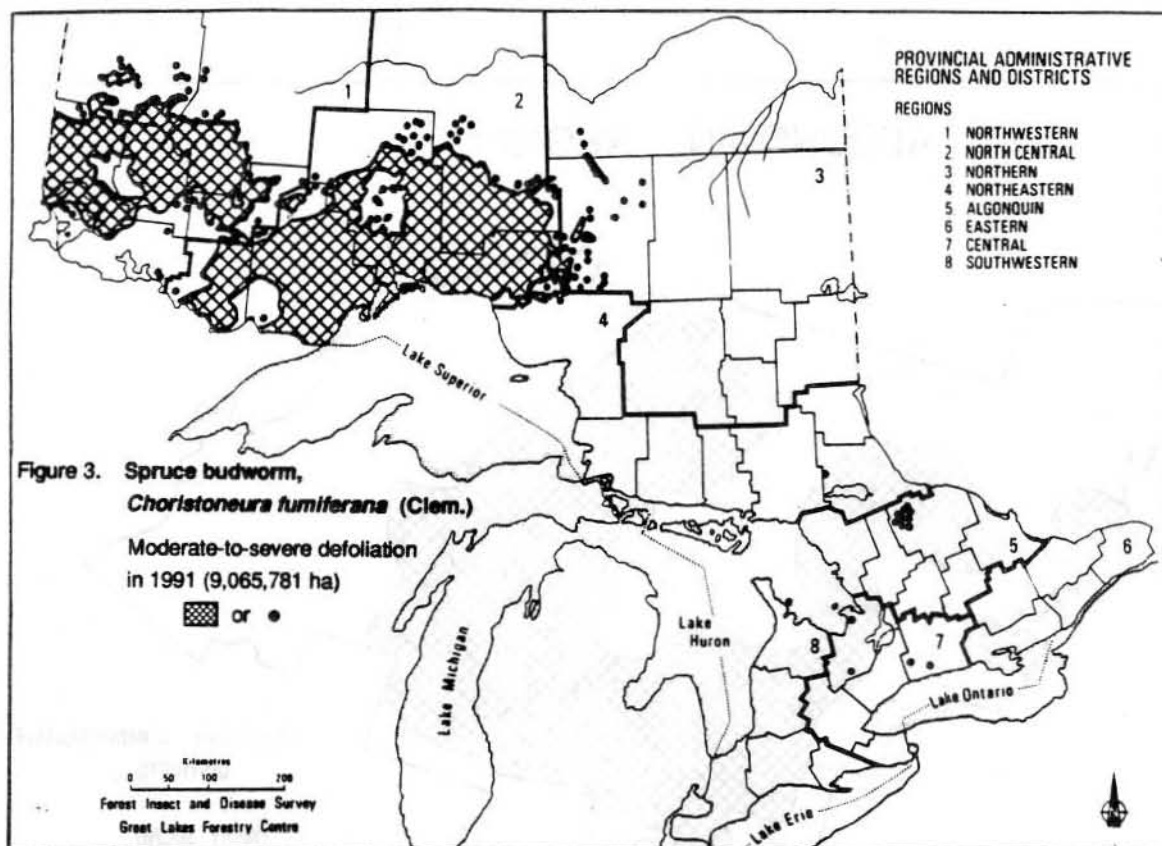 PROVINCIAL ADMINISTRATIVE
REGIONS AND DISTRICTS
REGIONS
1 NORTHWESTERN
2 NORTH CENTRAL
3 NORTHERN
4 NORTHEASTERN
5 ALGONQUIN
6 EASTERN
7 CENTRAL
8 SOUTHWESTERN
1
2
3
4
Lake Superior
Figure 3. Spruce budworm,
Choristoneura fumiferana (Clem.)
Moderate-to-severe defoliation
in 1991 (9,065,781 ha)
or
5
6
7
8
Lake
Huron
Lake Michigan
Lake Ontario
Lake Erie
Kilometres
0 50 100 200
Forest Insect and Disease Survey
Great Lakes Forestry Centre